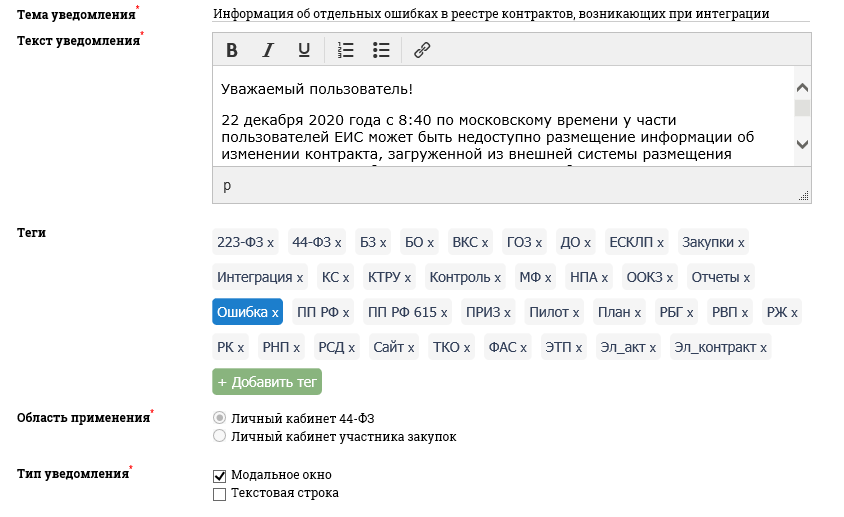 Тема уведомления* Информация об отдельных ошибках в реестре контрактов, возникающих при интеграции
Текст уведомления*
B I U
Уважаемый пользователь!
22 декабря 2020 года с 8:40 по московскому времени у части
пользователей ЕИС может быть недоступно размещение информации об
изменении контракта, загруженной из внешней системы размещения
p
Теги
223-ФЗ x 44-ФЗ x БЗ x БО x ВКС x ГОЗ x ДО x ЕСКЛП x Закупки x
Интеграция x КС x КТРУ x Контроль x МФ x НПА x ООКЗ x Отчеты x
Ошибка x ПП РФ x ПП РФ 615 x ПРИЗ x Пилот x План x РБГ x РВП x РЖ x
РК x РНП x РСД x Сайт x ТКО x ФАС x ЭТП x Эл_акт x Эл_контракт x
+ Добавить тег
Область применения* Личный кабинет 44-ФЗ
Личный кабинет участника закупок
Тип уведомления* Модальное окно
Текстовая строка